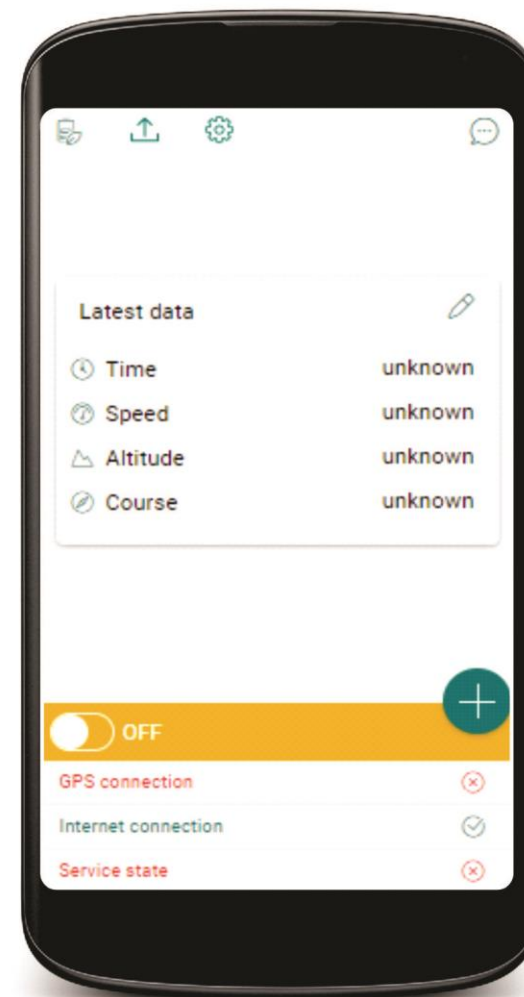 Latest data
Time unknown
Speed unknown
Altitude unknown
Course unknown
OFF
GPS connection
Internet connection
Service state